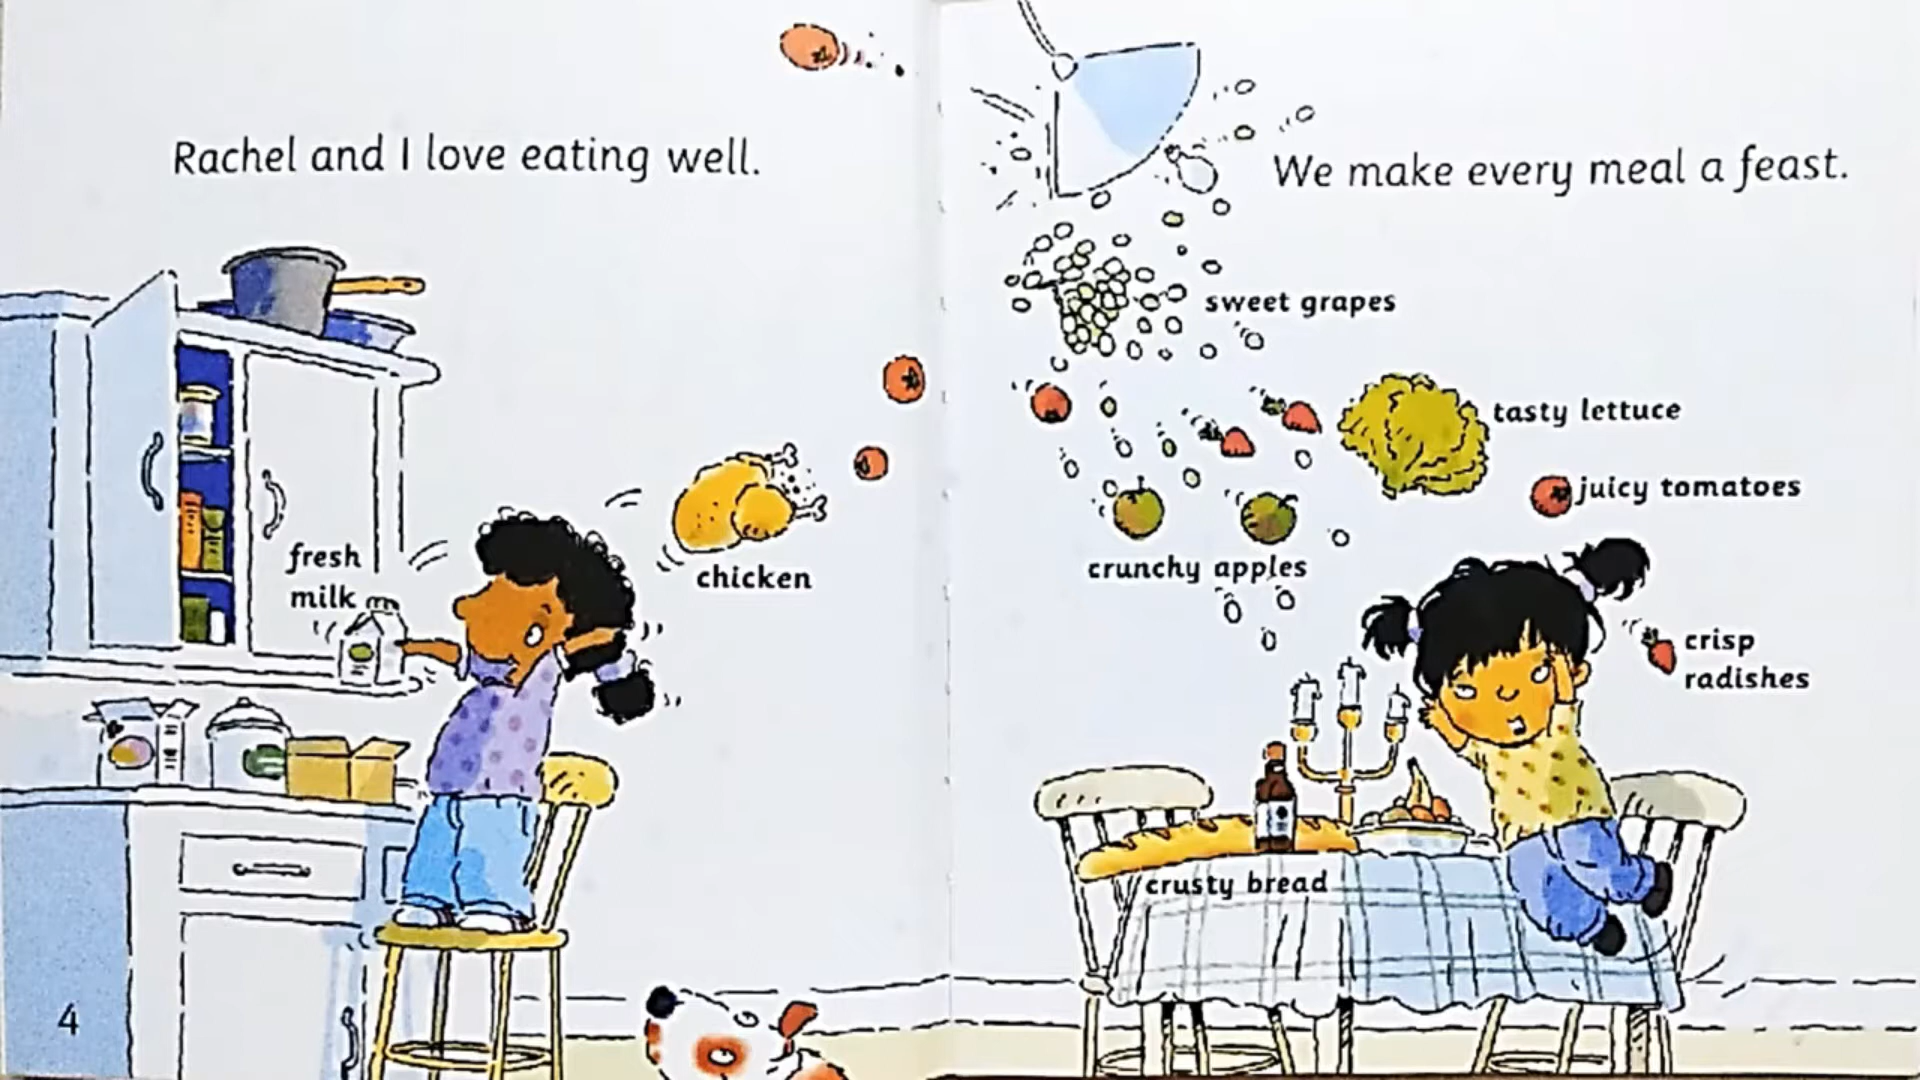 Rachel and I love eating well.
fresh
milk
chicken
4
We make every meal a feast.
sweet grapes
tasty lettuce
juicy tomatoes
crunchy apples
crisp
radishes
crusty bread